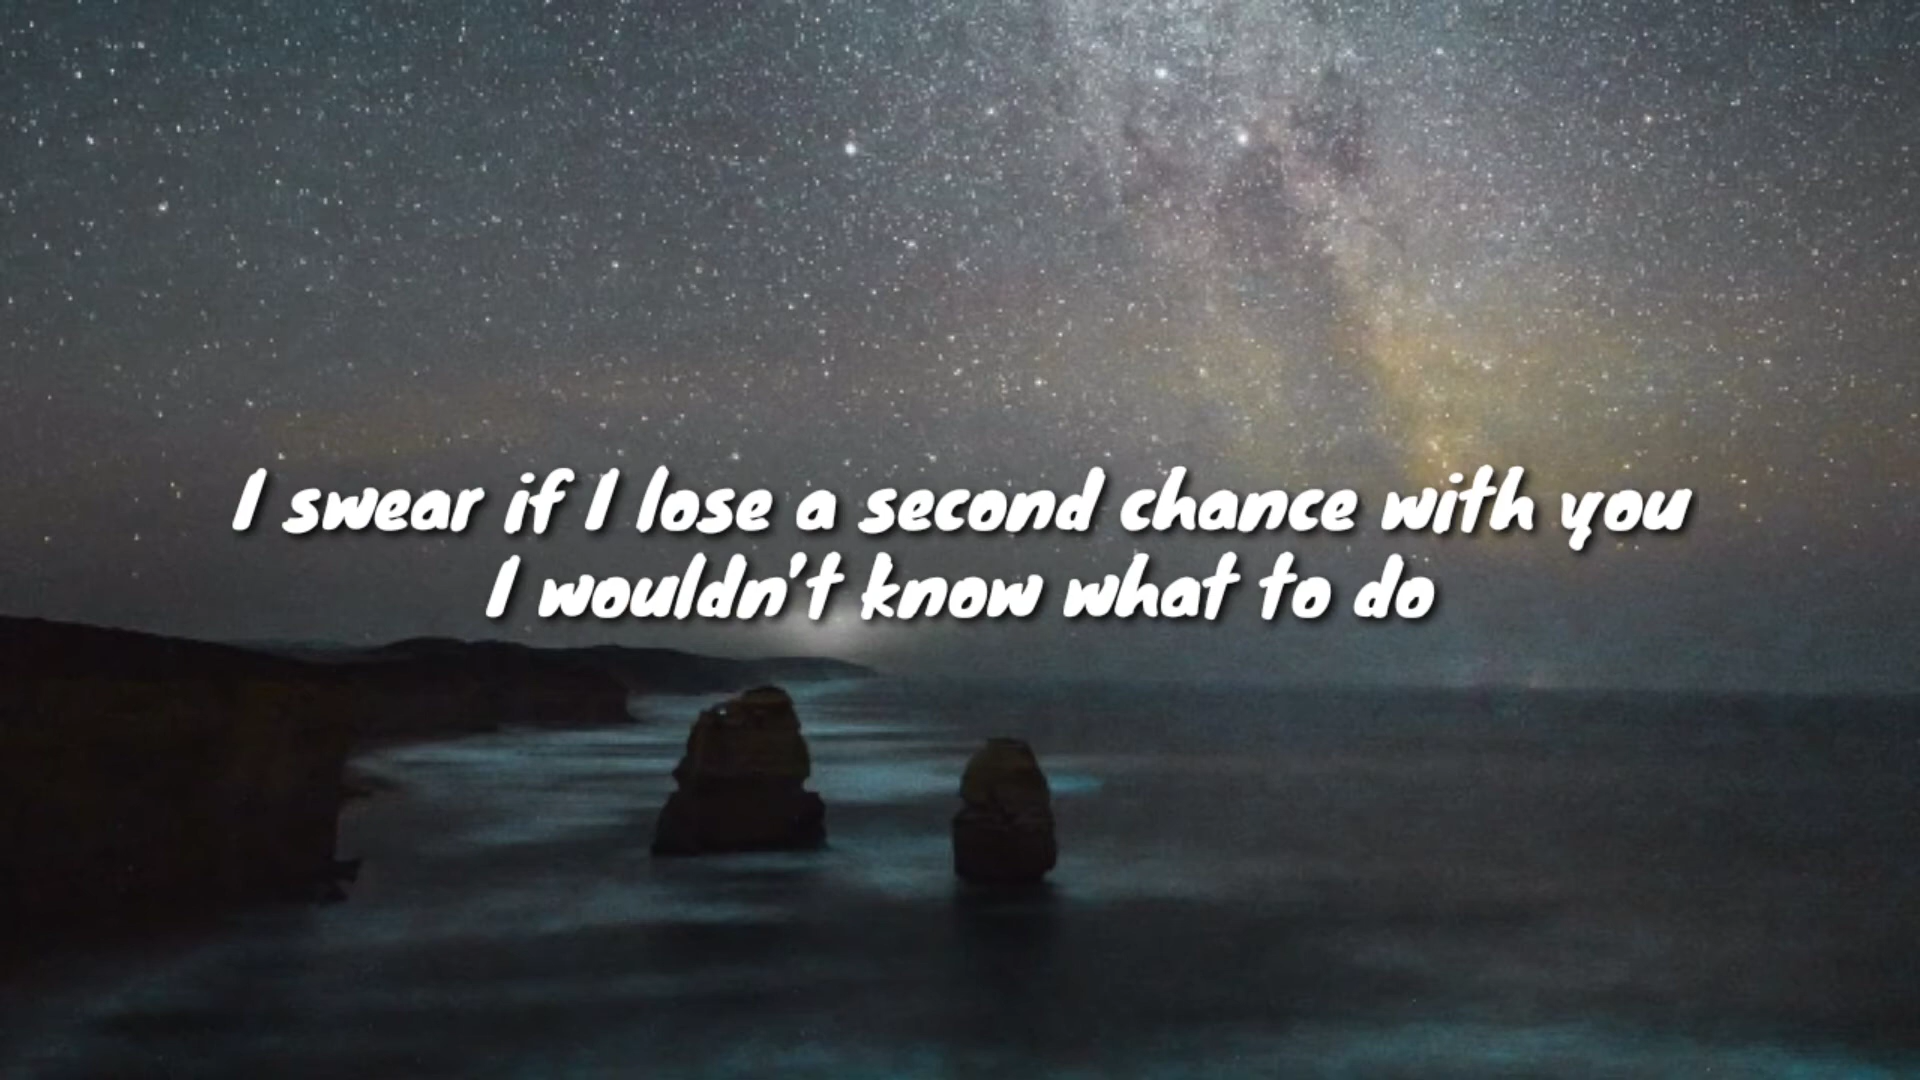 I swear if I lose a second chance with you
I wouldn't know what to do